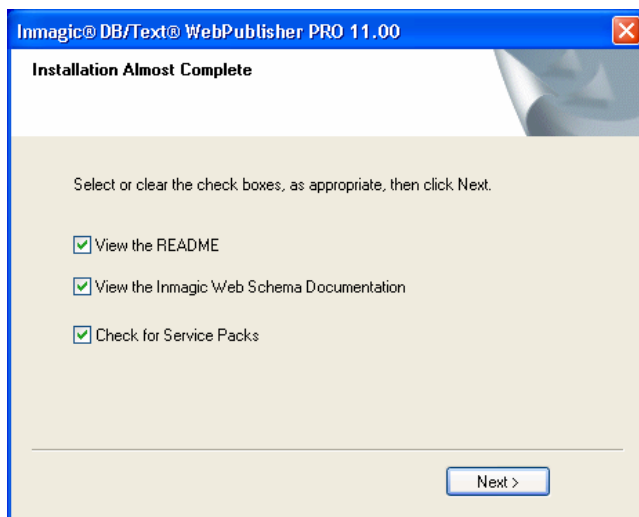 Inmagic® DB/Text® WebPublisher PRO 11.00
Installation Almost Complete
Select or clear the check boxes, as appropriate, then click Next.
View the README
View the Inmagic Web Schema Documentation
Check for Service Packs
Next >